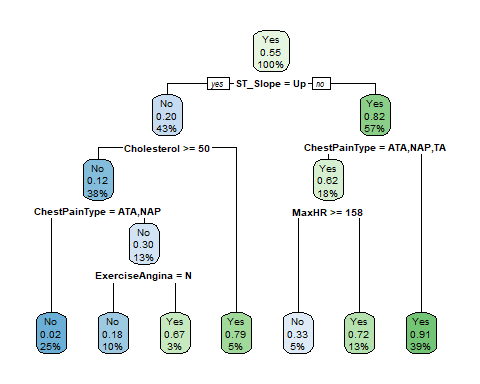 Yes
0.55
100%
yes ST_Slope = Up no
No
0.20
43%
Yes
0.82
57%
Cholesterol >= 50
ChestPainType = ATA,NAP,TA
No
0.12
38%
Yes
0.62
18%
ChestPainType = ATA,NAP
MaxHR >= 158
No
0.30
13%
ExerciseAngina = N
No
0.02
25%
No
0.18
10%
Yes
0.67
3%
Yes
0.79
5%
No
0.33
5%
Yes
0.72
13%
Yes
0.91
39%